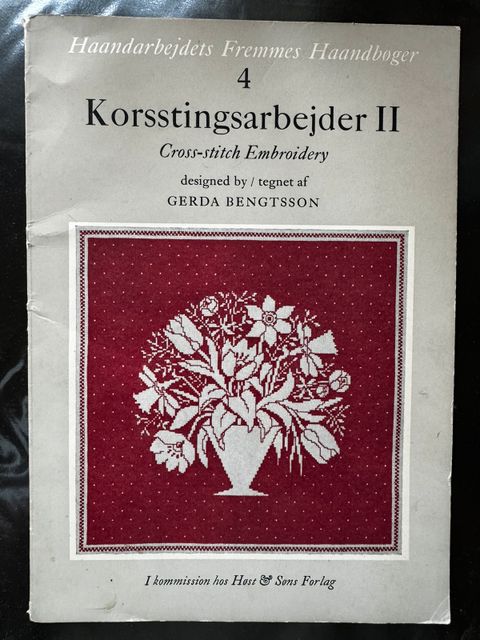 Haandarbejdets Fremmes Haandbøger
4
Korsstingsarbejder II
Cross-stitch Embroidery
designed by / tegnet af
GERDA BENGTSSON
I kommission hos Høst & Søns Forlag